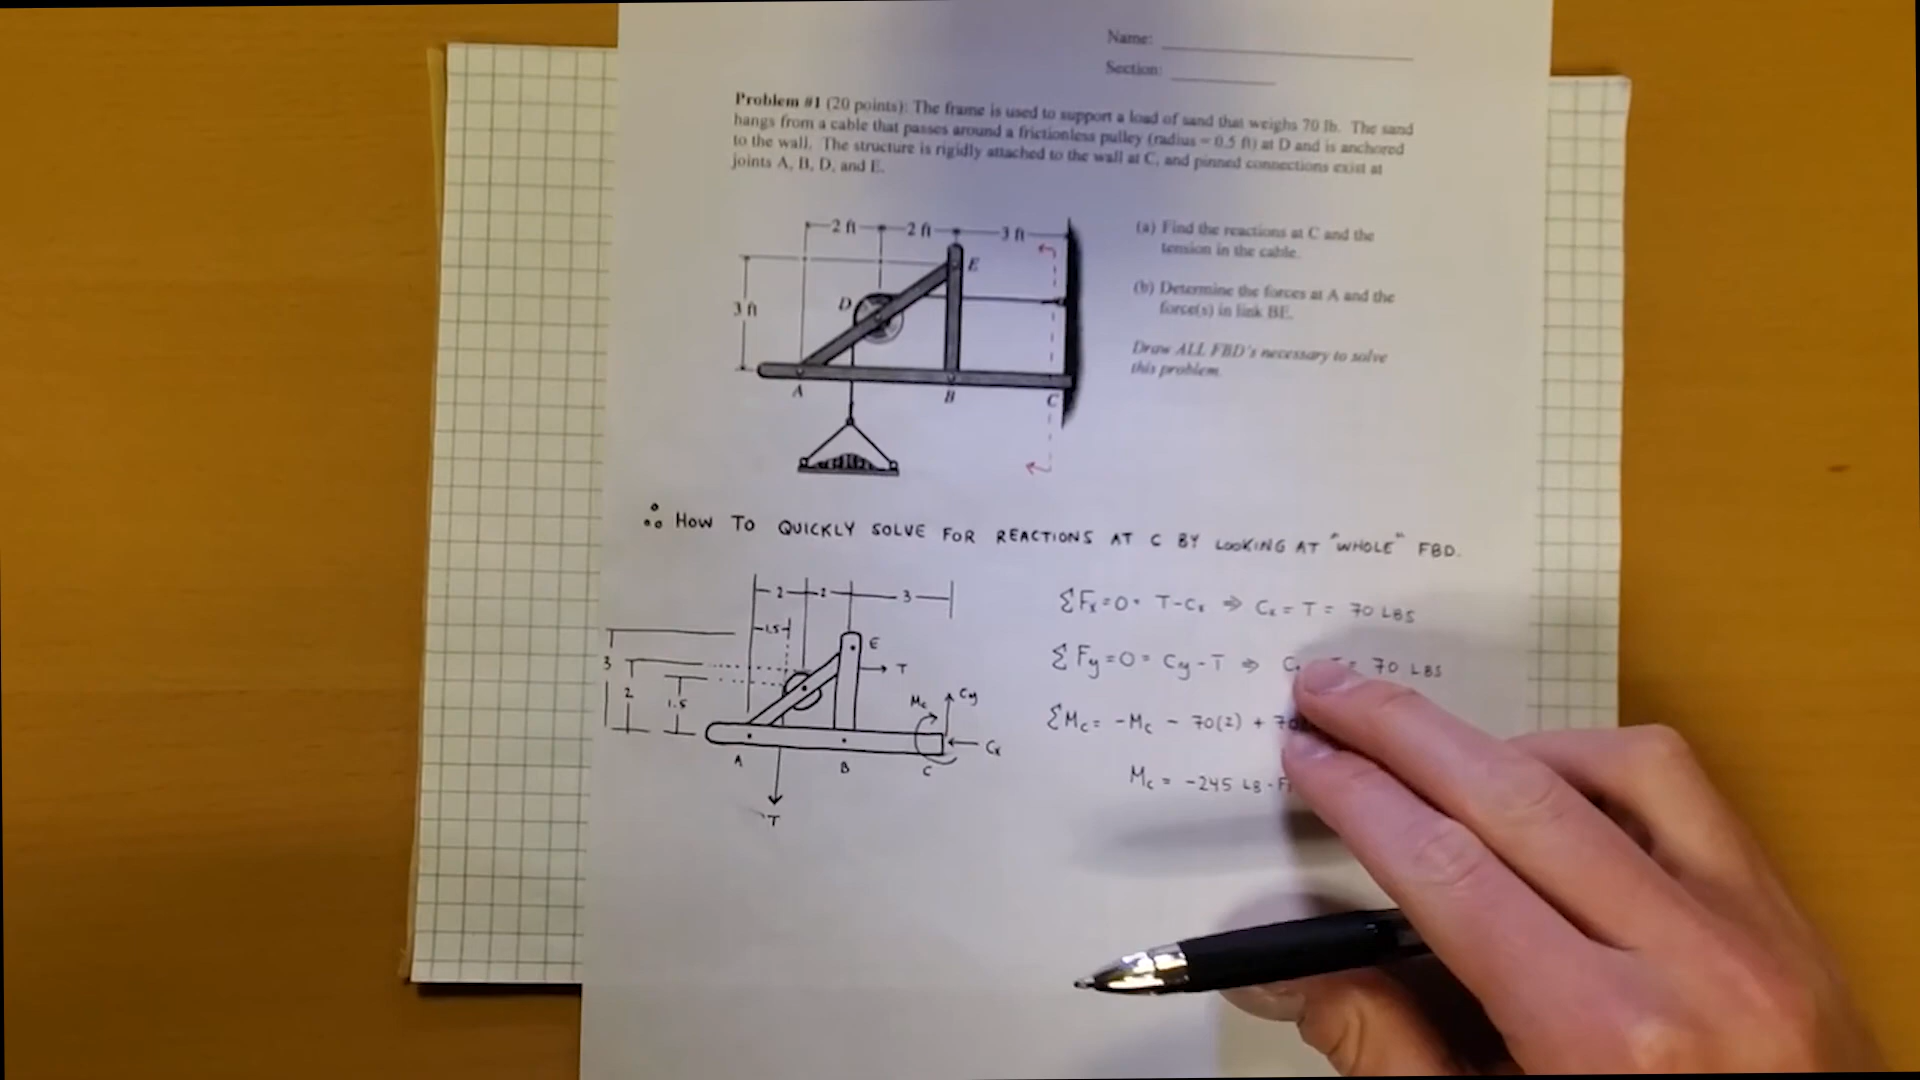 Name:
Section:
Problem #1 (20 points): The frame is used to support a load of sand that weighs 70 lb. The sand
hangs from a cable that passes around a frictionless pulley (radius = 0.5 ft) at D and is anchored
to the wall. The structure is rigidly attached to the wall at C, and pinned connections exist at
joints A, B, D, and E.
2 ft 2 ft 3 ft
E
D
3 ft
A B C
(a) Find the reactions at C and the
tension in the cable.
(b) Determine the forces at A and the
force(s) in link BE.
Draw ALL FBD's necessary to solve
this problem.
∴ HOW TO QUICKLY SOLVE FOR REACTIONS AT C BY LOOKING AT "WHOLE" FBD.
2 2 3
1.5
E
T
3
2
1.5
Mc Cy
Cx
A B C
T
ΣFx=0= T-Cx ⇒ Cx = T = 70 LBS
ΣFy=0= Cy-T ⇒ 70 LBS
ΣMc= -Mc - 70(2) +
Mc = -245 LB·